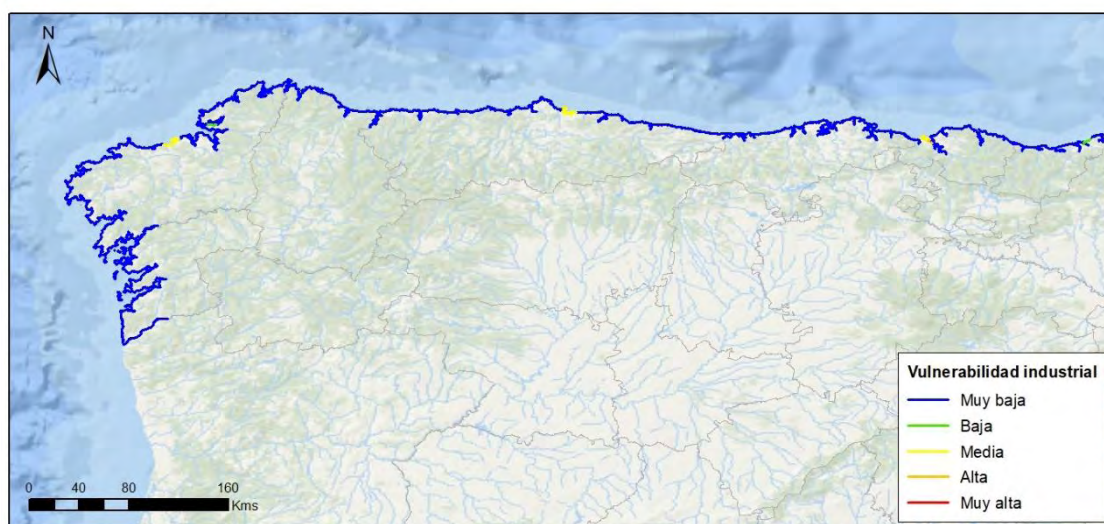 N
Vulnerabilidad industrial
Muy baja
Baja
Media
Alta
Muy alta
0 40 80 160
Kms